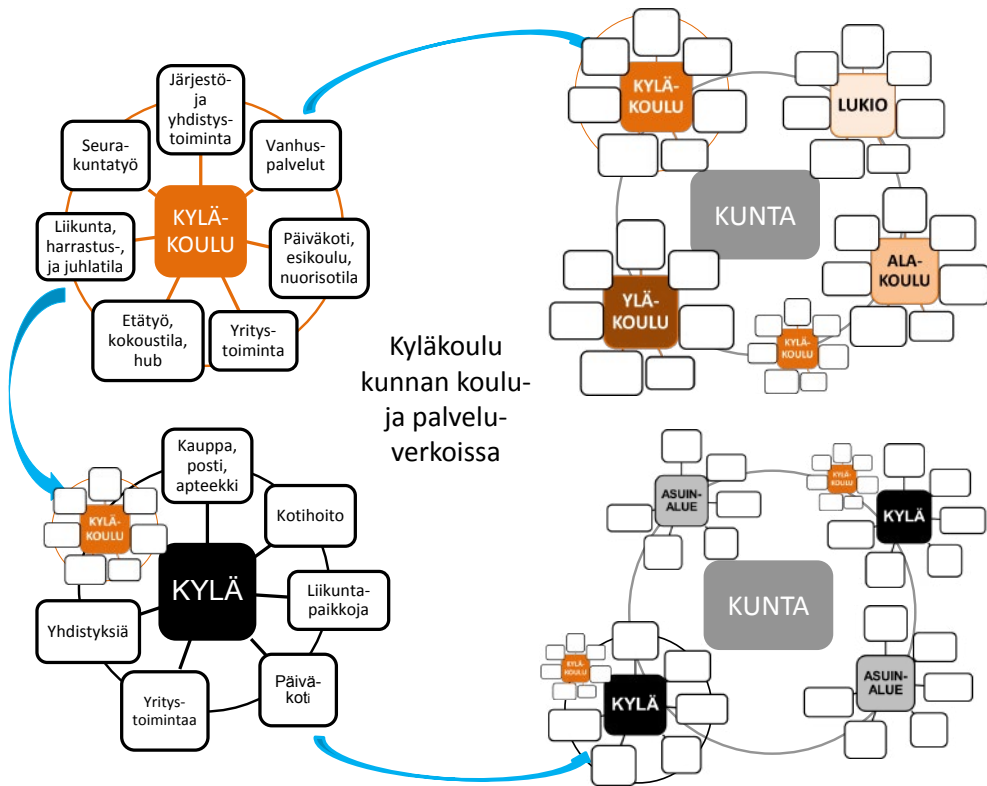 Järjestö-
ja
yhdistys-
toiminta
Seura-
kuntatyö
Vanhus-
palvelut
KYLÄ-
KOULU
Liikunta,
harrastus-,
ja juhlatila
Päiväkoti,
esikoulu,
nuorisotila
Etätyö,
kokoustila,
hub
Yritys-
toiminta
KYLÄ-
KOULU
LUKIO
KUNTA
YLÄ-
KOULU
ALA-
KOULU
KYLÄ-
KOULU
Kyläkoulu
kunnan koulu-
ja palvelu-
verkoissa
Kauppa,
posti,
apteekki
KYLÄ-
KOULU
Kotihoito
KYLÄ
Liikunta-
paikkoja
Yhdistyksiä
Yritys-
toimintaa
Päivä-
koti
ASUIN-
ALUE
KYLÄ-
KOULU
KYLÄ
KUNTA
KYLÄ-
KOULU
KYLÄ
ASUIN-
ALUE